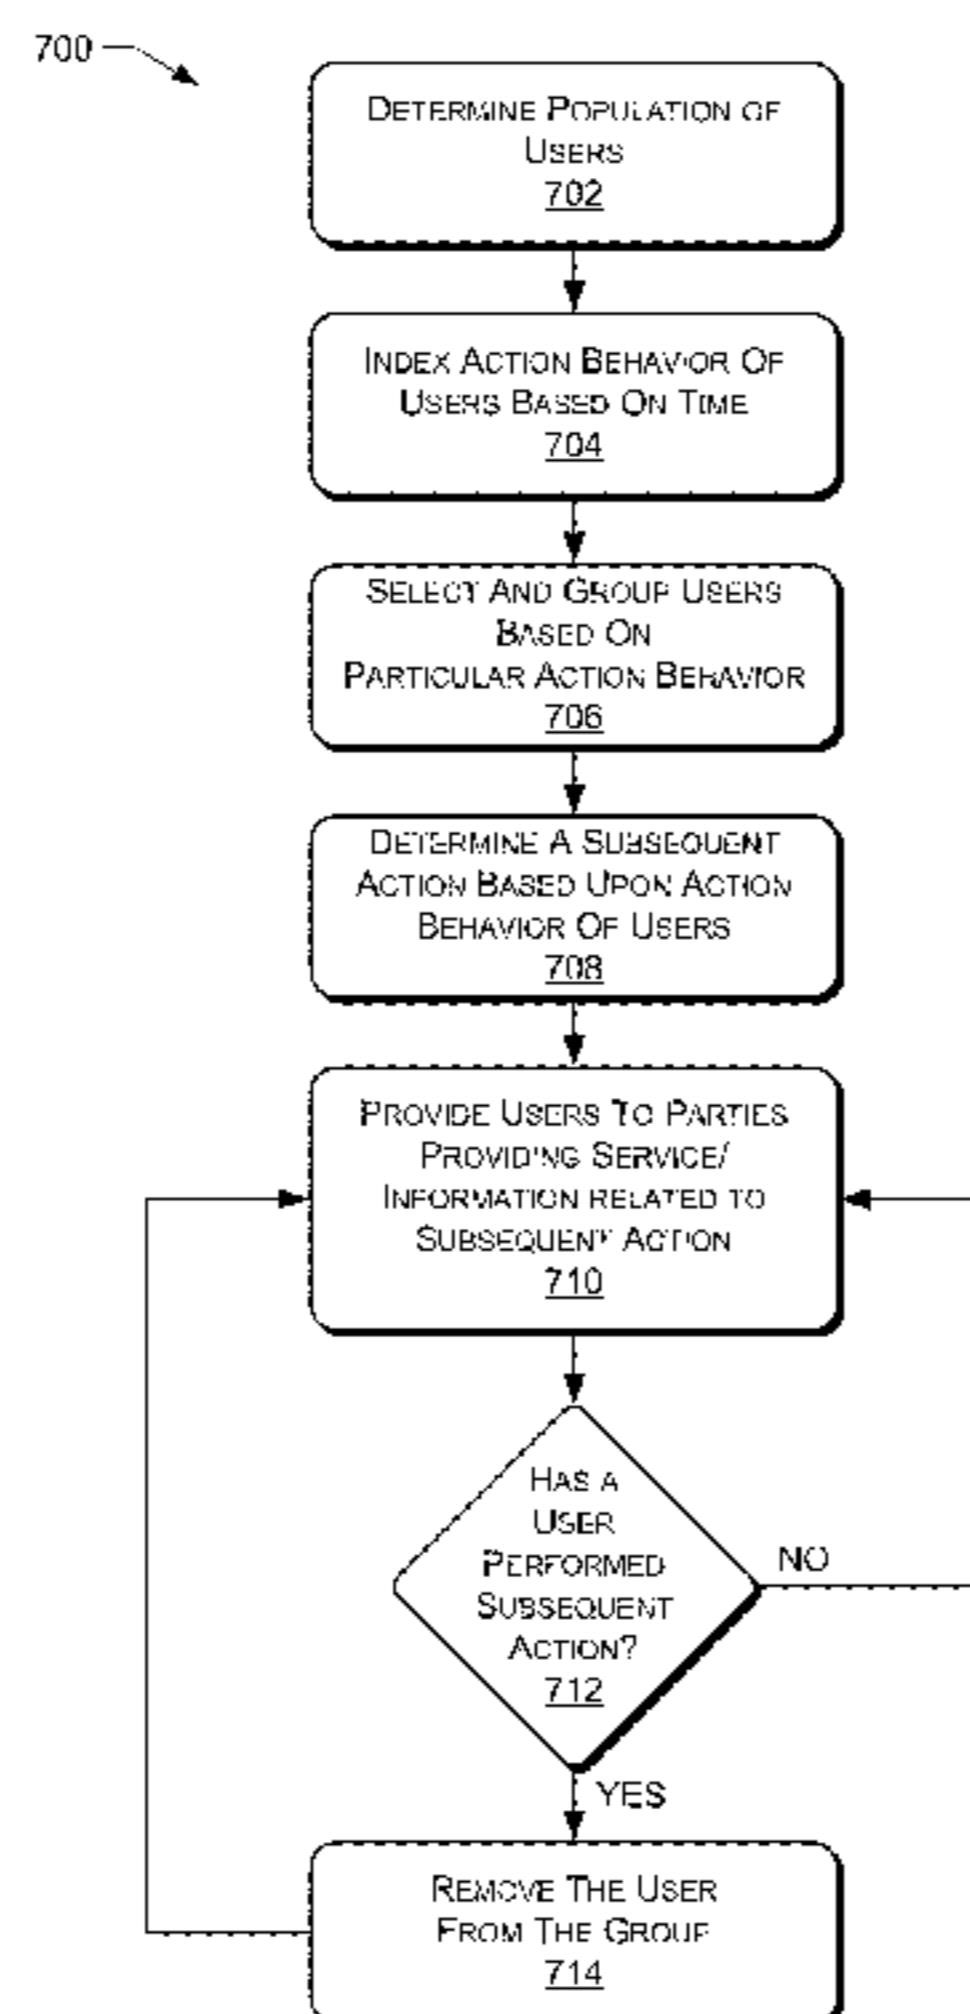 700
DETERMINE POPULATION OF
USERS
702
INDEX ACTION BEHAVIOR OF
USERS BASED ON TIME
704
SELECT AND GROUP USERS
BASED ON
PARTICULAR ACTION BEHAVIOR
706
DETERMINE A SUBSEQUENT
ACTION BASED UPON ACTION
BEHAVIOR OF USERS
708
PROVIDE USERS TO PARTIES
PROVIDING SERVICE/
INFORMATION RELATED TO
SUBSEQUENT ACTION
710
HAS A
USER
PERFORMED
SUBSEQUENT
ACTION?
712
NO
YES
REMOVE THE USER
FROM THE GROUP
714